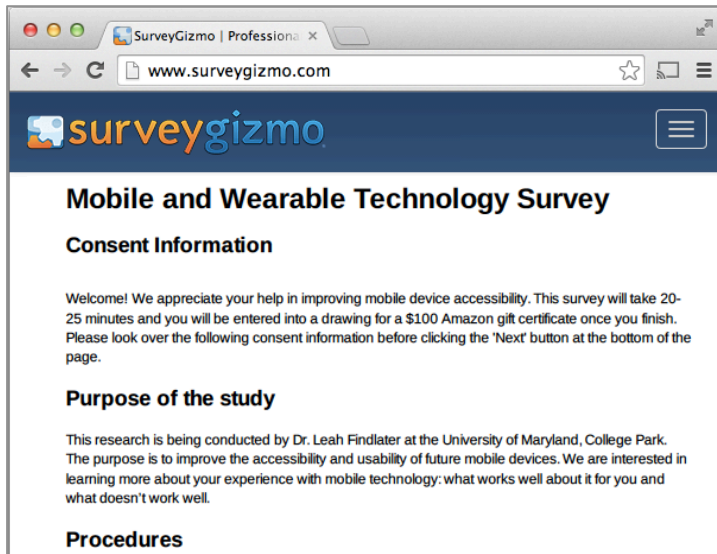 SurveyGizmo | Professiona
www.surveygizmo.com
surveygizmo
Mobile and Wearable Technology Survey
Consent Information
Welcome! We appreciate your help in improving mobile device accessibility. This survey will take 20-
25 minutes and you will be entered into a drawing for a $100 Amazon gift certificate once you finish.
Please look over the following consent information before clicking the 'Next' button at the bottom of the
page.
Purpose of the study
This research is being conducted by Dr. Leah Findlater at the University of Maryland, College Park.
The purpose is to improve the accessibility and usability of future mobile devices. We are interested in
learning more about your experience with mobile technology: what works well about it for you and
what doesn't work well.
Procedures